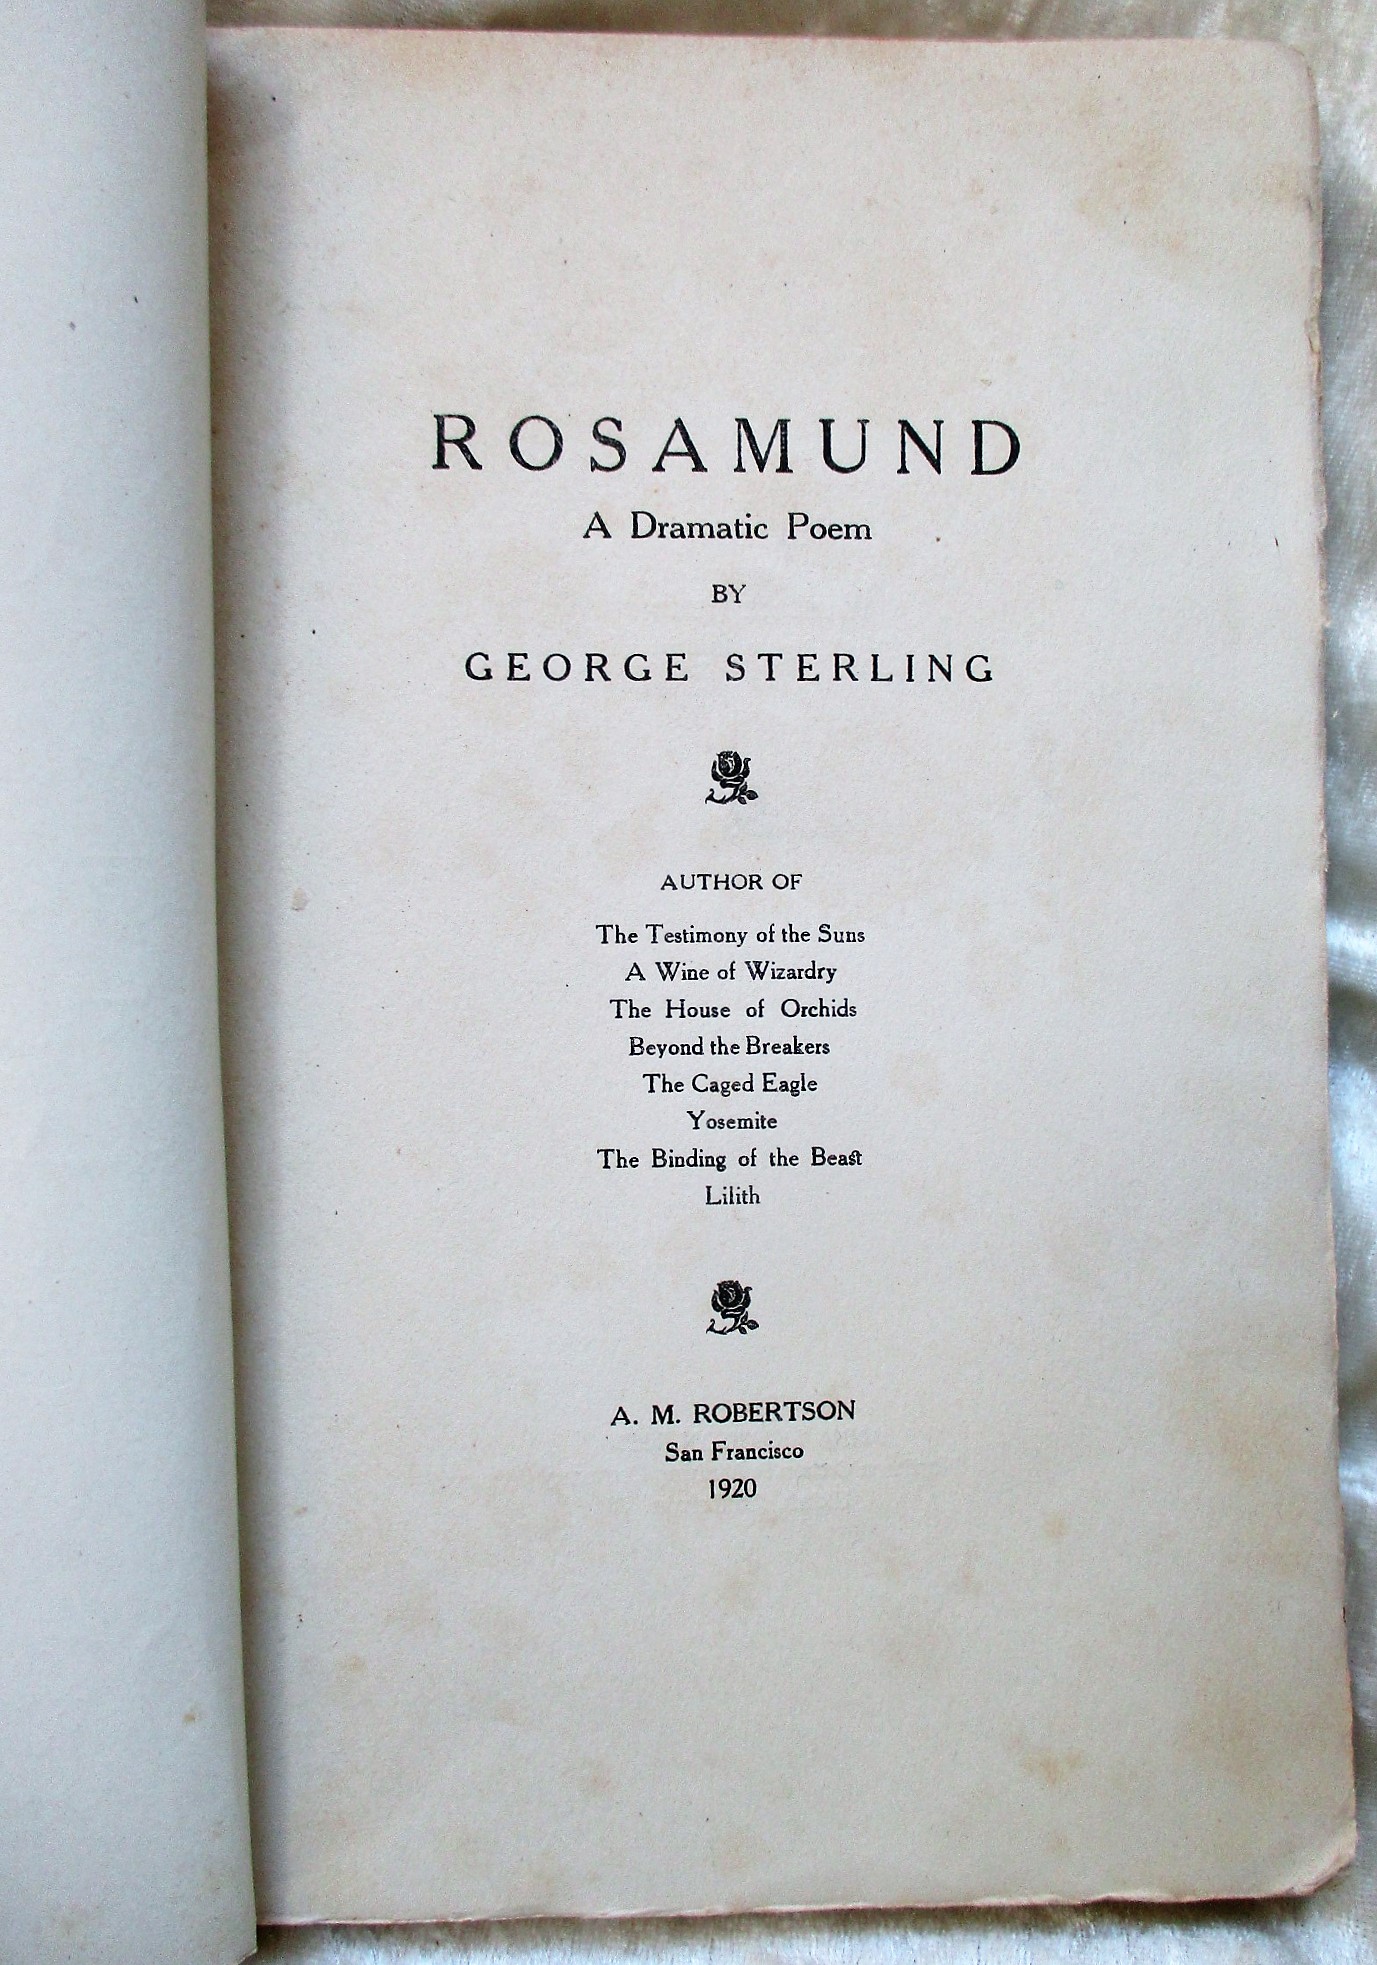 ROSAMUND
A Dramatic Poem
BY
GEORGE STERLING
AUTHOR OF
The Testimony of the Suns
A Wine of Wizardry
The House of Orchids
Beyond the Breakers
The Caged Eagle
Yosemite
The Binding of the Beast
Lilith
A. M. ROBERTSON
San Francisco
1920